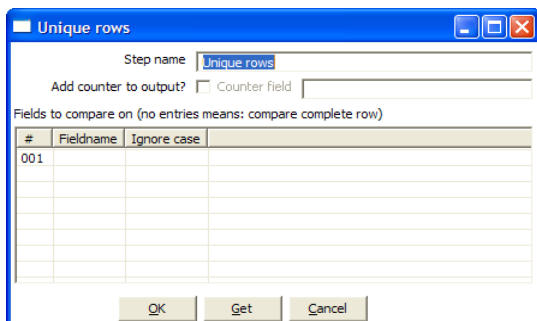 Unique rows
Step name Unique rows
Add counter to output? Counter field
Fields to compare on (no entries means: compare complete row)
# Fieldname Ignore case
001
OK Get Cancel